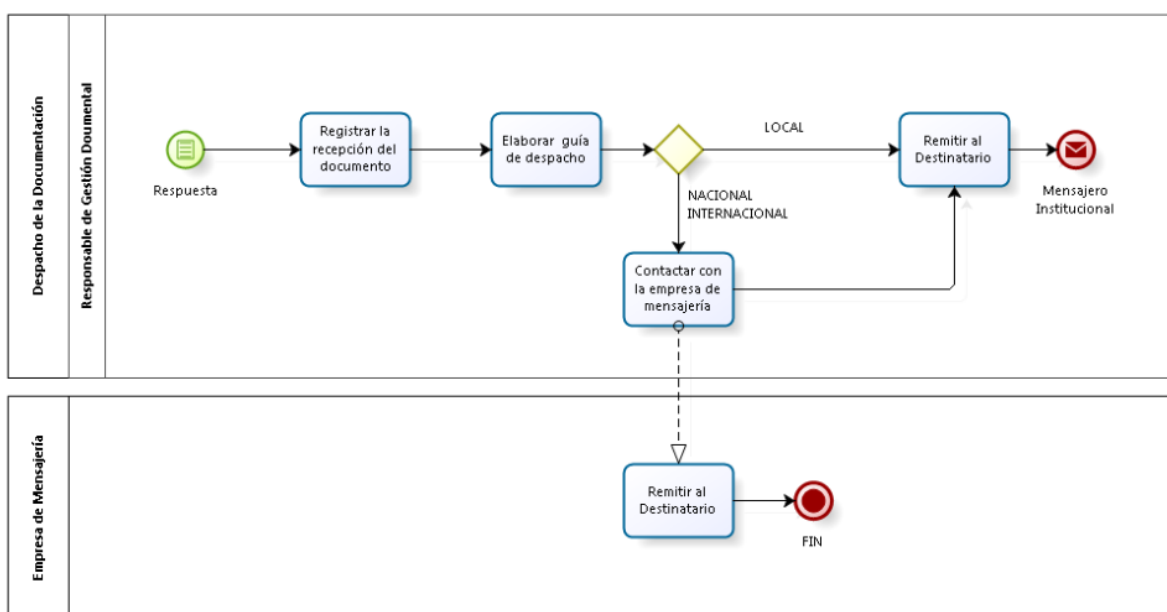 Despacho de la Documentación
Responsable de Gestión Doumental
Respuesta
Registrar la
recepción del
documento
Elaborar guía
de despacho
LOCAL
NACIONAL
INTERNACIONAL
Remitir al
Destinatario
Mensajero
Institucional
Contactar con
la empresa de
mensajería
Empresa de Mensajería
Remitir al
Destinatario
FIN